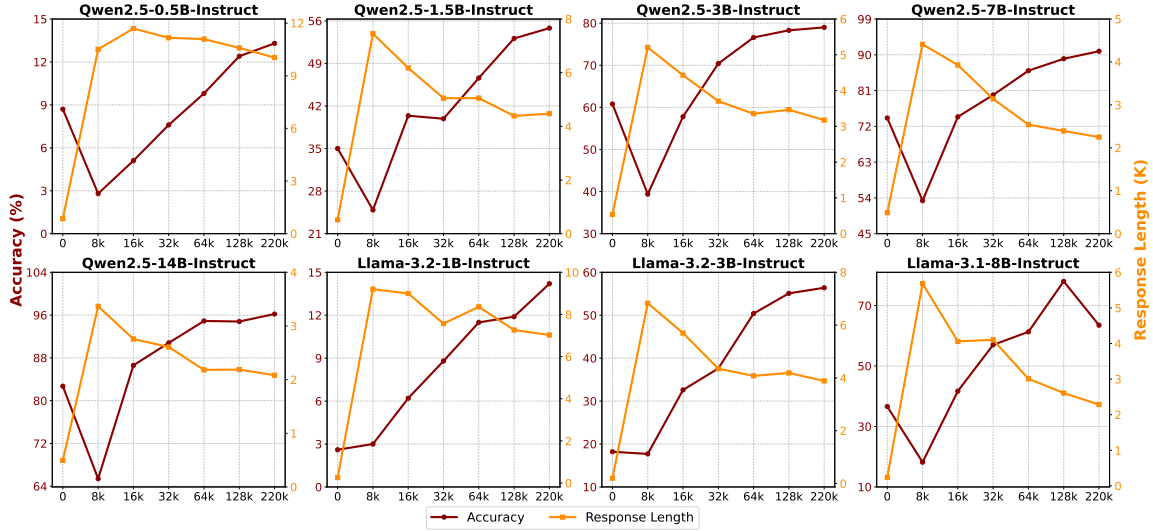 Qwen2.5-0.5B-Instruct
Qwen2.5-1.5B-Instruct
Qwen2.5-3B-Instruct
Qwen2.5-7B-Instruct
15 12 9 6 3 0
12 9 6 3 0
56 49 42 35 28 21
8 6 4 2 0
80 70 60 50 40 30
6 5 4 3 2 1 0
99 90 81 72 63 54 45
5 4 3 2 1 0
0 8k 16k 32k 64k 128k 220k
0 8k 16k 32k 64k 128k 220k
0 8k 16k 32k 64k 128k 220k
0 8k 16k 32k 64k 128k 220k
Accuracy (%)
Response Length (K)
Qwen2.5-14B-Instruct
Llama-3.2-1B-Instruct
Llama-3.2-3B-Instruct
Llama-3.1-8B-Instruct
104 96 88 80 72 64
4 3 2 1 0
15 12 9 6 3 0
10 8 6 4 2 0
60 50 40 30 20 10
8 6 4 2 0
70 50 30 10
6 5 4 3 2 1 0
0 8k 16k 32k 64k 128k 220k
0 8k 16k 32k 64k 128k 220k
0 8k 16k 32k 64k 128k 220k
0 8k 16k 32k 64k 128k 220k
Accuracy
Response Length